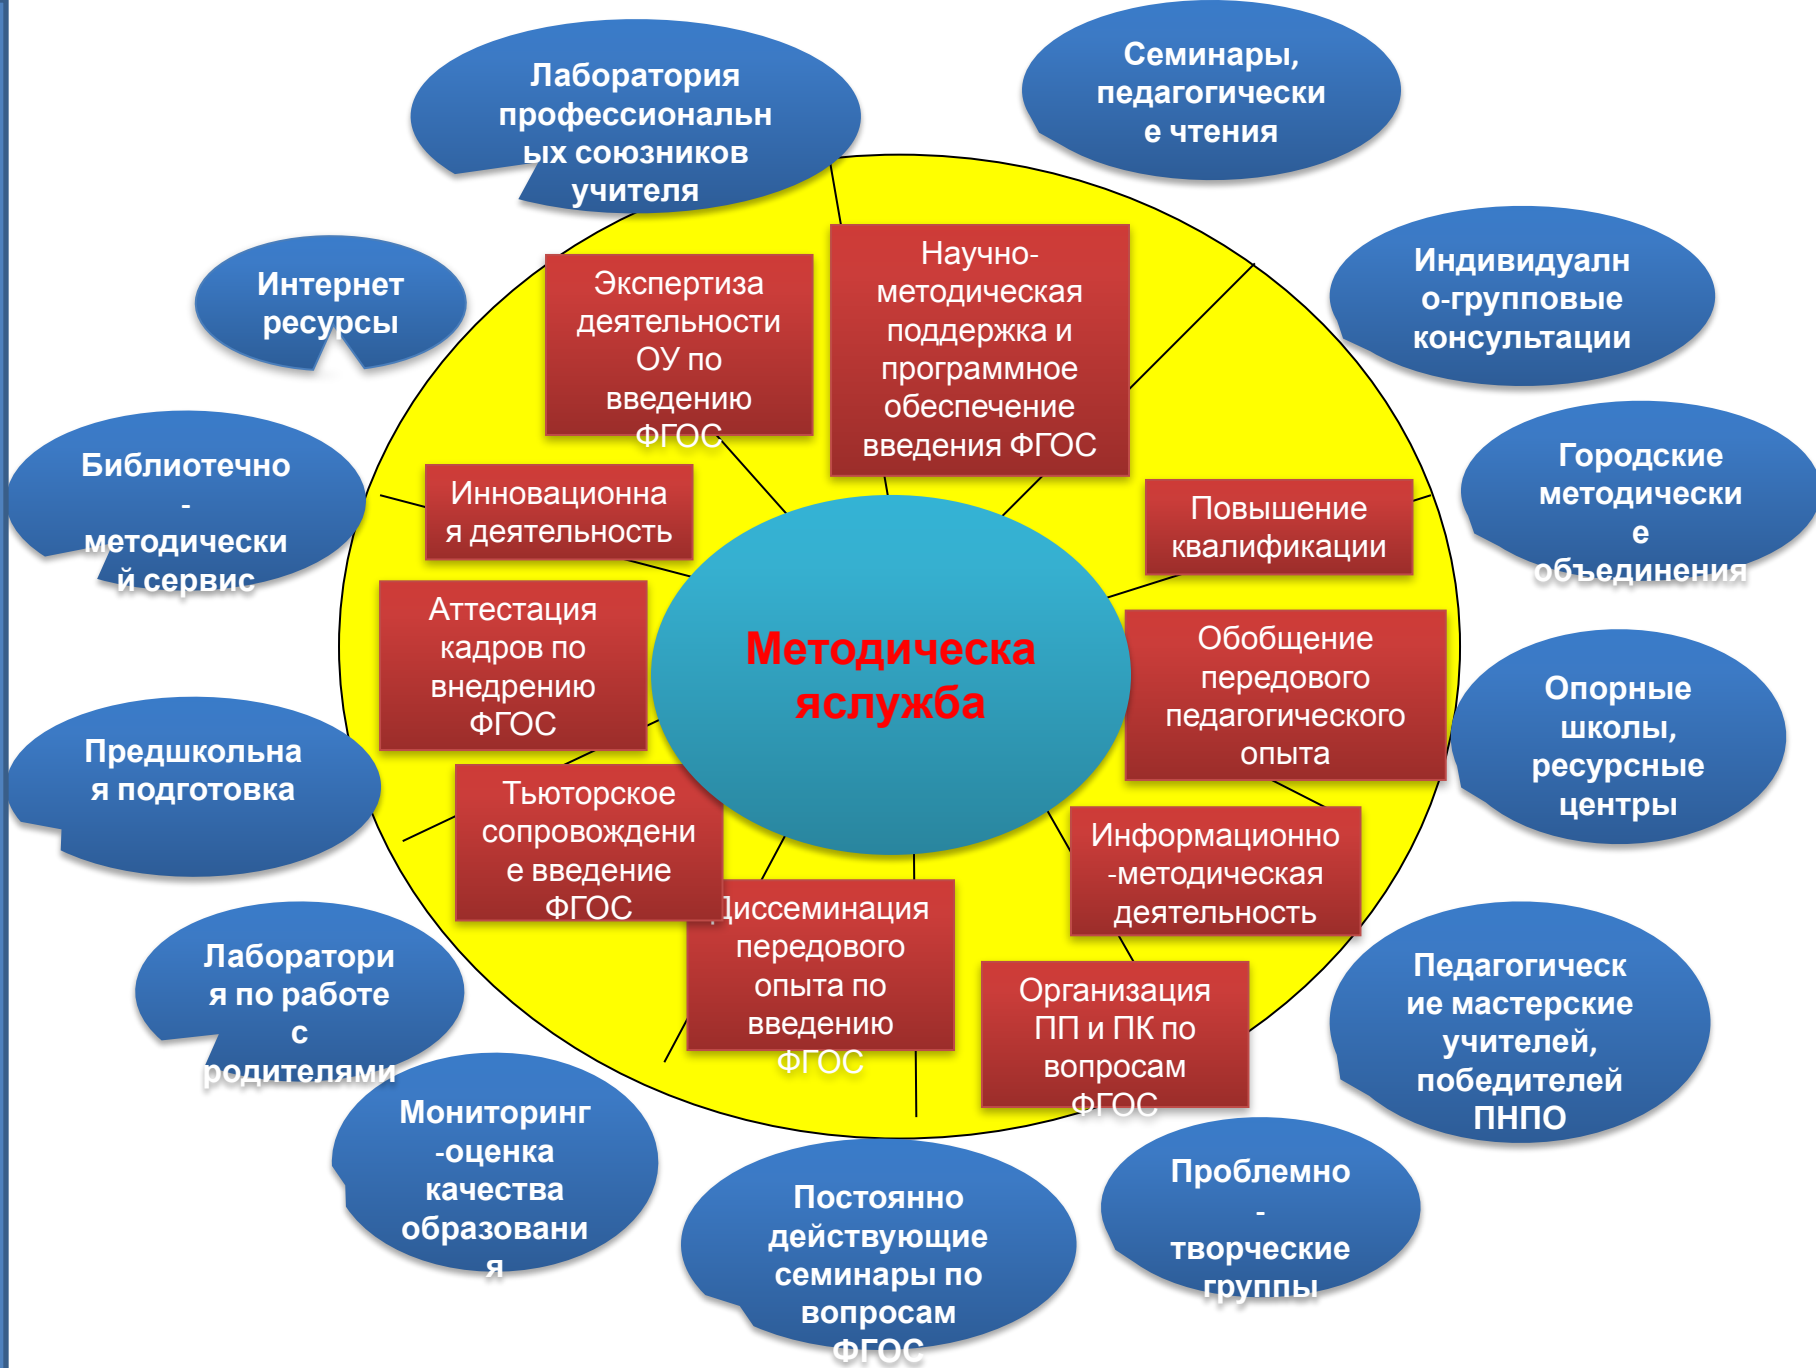 Лаборатория
профессиональн
ых союзников
учителя
Семинары,
педагогически
е чтения
Интернет
ресурсы
Экспертиза
деятельности
ОУ по
введению
ФГОС
Научно-
методическая
поддержка и
программное
обеспечение
введения ФГОС
Индивидуалн
о-групповые
консультации
Библиотечно
-
методически
й сервис
Инновационна
я деятельность
Повышение
квалификации
Городские
методически
е
объединения
Аттестация
кадров по
внедрению
ФГОС
Методическа
яслужба
Обобщение
передового
педагогического
опыта
Опорные
школы,
ресурсные
центры
Предшкольна
я подготовка
Тьюторское
сопровождени
е введение
ФГОС
Информационно
-методическая
деятельность
Диссеминация
передового
опыта по
введению
ФГОС
Организация
ПП и ПК по
вопросам
ФГОС
Педагогическ
ие мастерские
учителей,
победителей
ПНПО
Лаборатори
я по работе
с
родителями
Мониторинг
-оценка
качества
образовани
я
Постоянно
действующие
семинары по
вопросам
ФГОС
Проблемно
-
творческие
группы